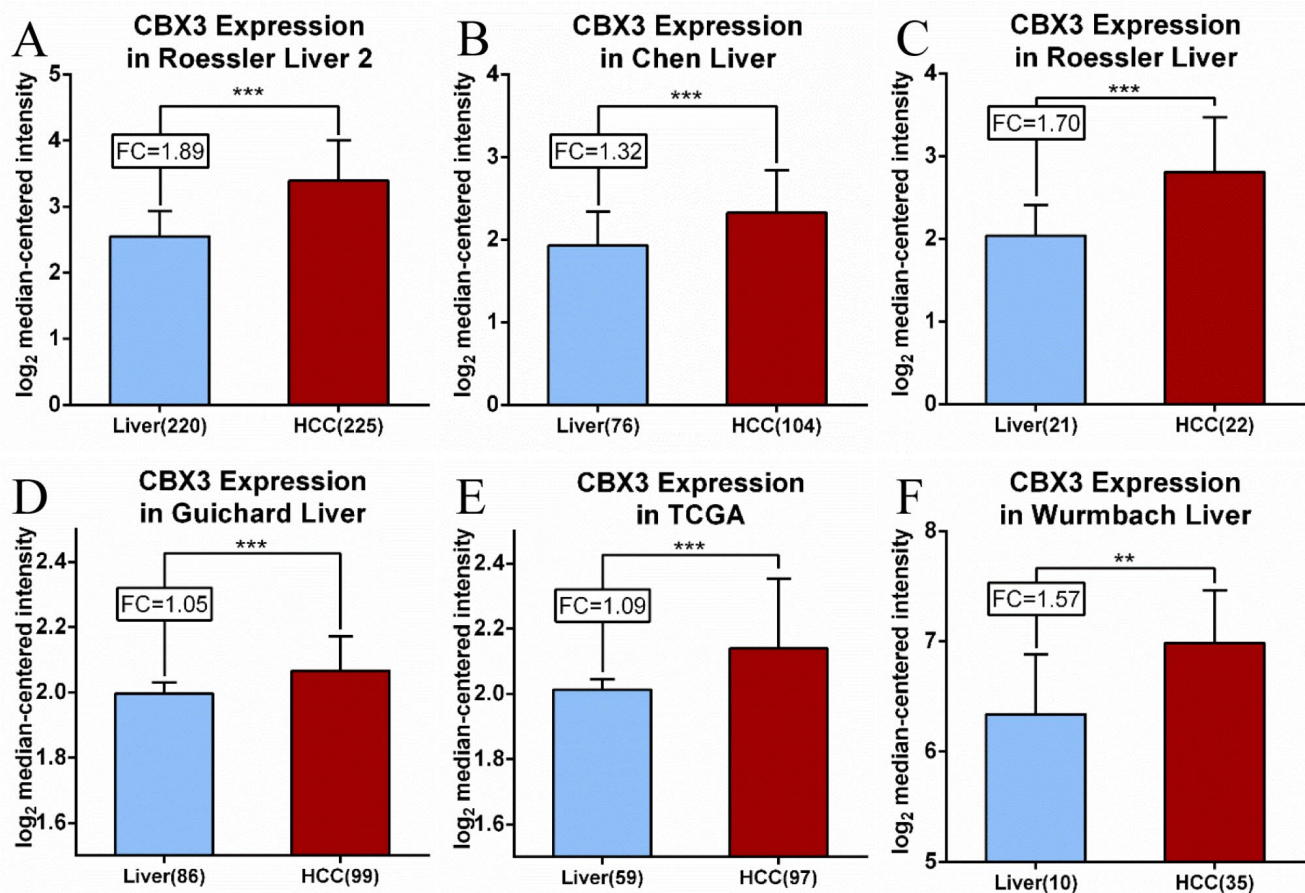 A
CBX3 Expression
in Roessler Liver 2
log2 median-centered intensity
5
4
3
2
1
0
***
FC=1.89
Liver(220)
HCC(225)
B
CBX3 Expression
in Chen Liver
log2 median-centered intensity
4
3
2
1
0
***
FC=1.32
Liver(76)
HCC(104)
C
CBX3 Expression
in Roessler Liver
log2 median-centered intensity
4
3
2
1
0
***
FC=1.70
Liver(21)
HCC(22)
D
CBX3 Expression
in Guichard Liver
log2 median-centered intensity
2.4
2.2
2.0
1.8
1.6
***
FC=1.05
Liver(86)
HCC(99)
E
CBX3 Expression
in TCGA
log2 median-centered intensity
2.4
2.2
2.0
1.8
1.6
***
FC=1.09
Liver(59)
HCC(97)
F
CBX3 Expression
in Wurmbach Liver
log2 median-centered intensity
8
7
6
5
**
FC=1.57
Liver(10)
HCC(35)